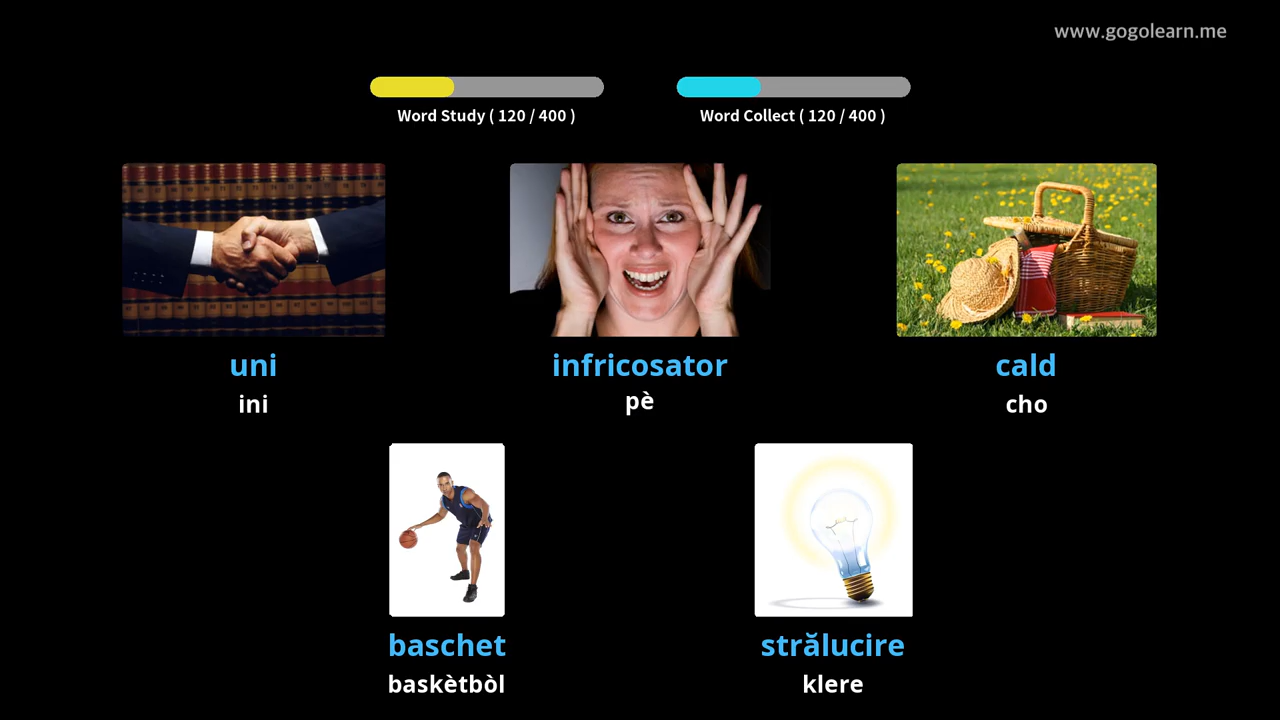 www.gogolearn.me
Word Study ( 120 / 400 )
Word Collect ( 120 / 400 )
uni
ini
infricosator
pè
cald
cho
baschet
baskètbòl
strălucire
klere